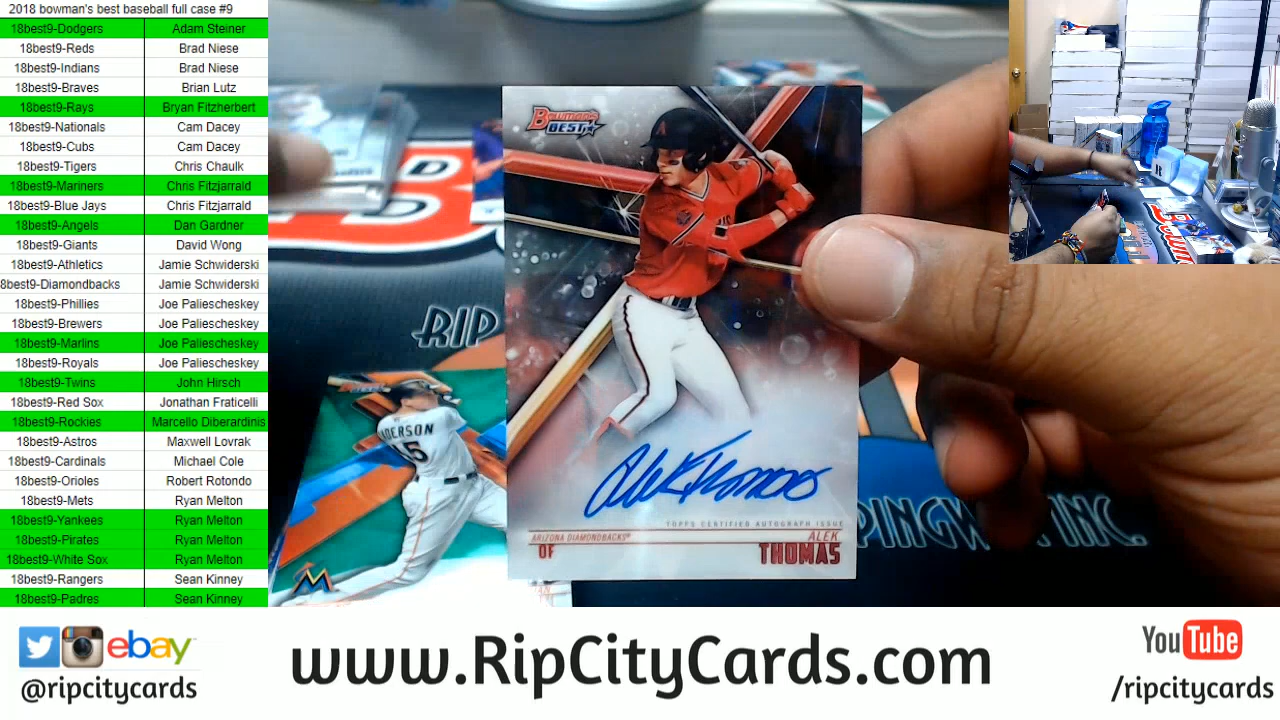 2018 bowman's best baseball full case #9
18best9-Dodgers Adam Steiner
18best9-Reds Brad Niese
18best9-Indians Brad Niese
18best9-Braves Brian Lutz
18best9-Rays Bryan Fitzherbert
18best9-Nationals Cam Dacey
18best9-Cubs Cam Dacey
18best9-Tigers Chris Chaulk
18best9-Mariners Chris Fitzjarrald
18best9-Blue Jays Chris Fitzjarrald
18best9-Angels Dan Gardner
18best9-Giants David Wong
18best9-Athletics Jamie Schwiderski
8best9-Diamondbacks Jamie Schwiderski
18best9-Phillies Joe Paliescheskey
18best9-Brewers Joe Paliescheskey
18best9-Marlins Joe Paliescheskey
18best9-Royals Joe Paliescheskey
18best9-Twins John Hirsch
18best9-Red Sox Jonathan Fraticelli
18best9-Rockies Marcello Diberardinis
18best9-Astros Maxwell Lovrak
18best9-Cardinals Michael Cole
18best9-Orioles Robert Rotondo
18best9-Mets Ryan Melton
18best9-Yankees Ryan Melton
18best9-Pirates Ryan Melton
18best9-White Sox Ryan Melton
18best9-Rangers Sean Kinney
18best9-Padres Sean Kinney
Bowman's
BEST
Alek Thomas
TOPPS CERTIFIED AUTOGRAPH ISSUE
ARIZONA DIAMONDBACKS® ALEK
OF THOMAS
RIP
DERSON
15
INC.
ebay
@ripcitycards
www.RipCityCards.com
YouTube
/ripcitycards